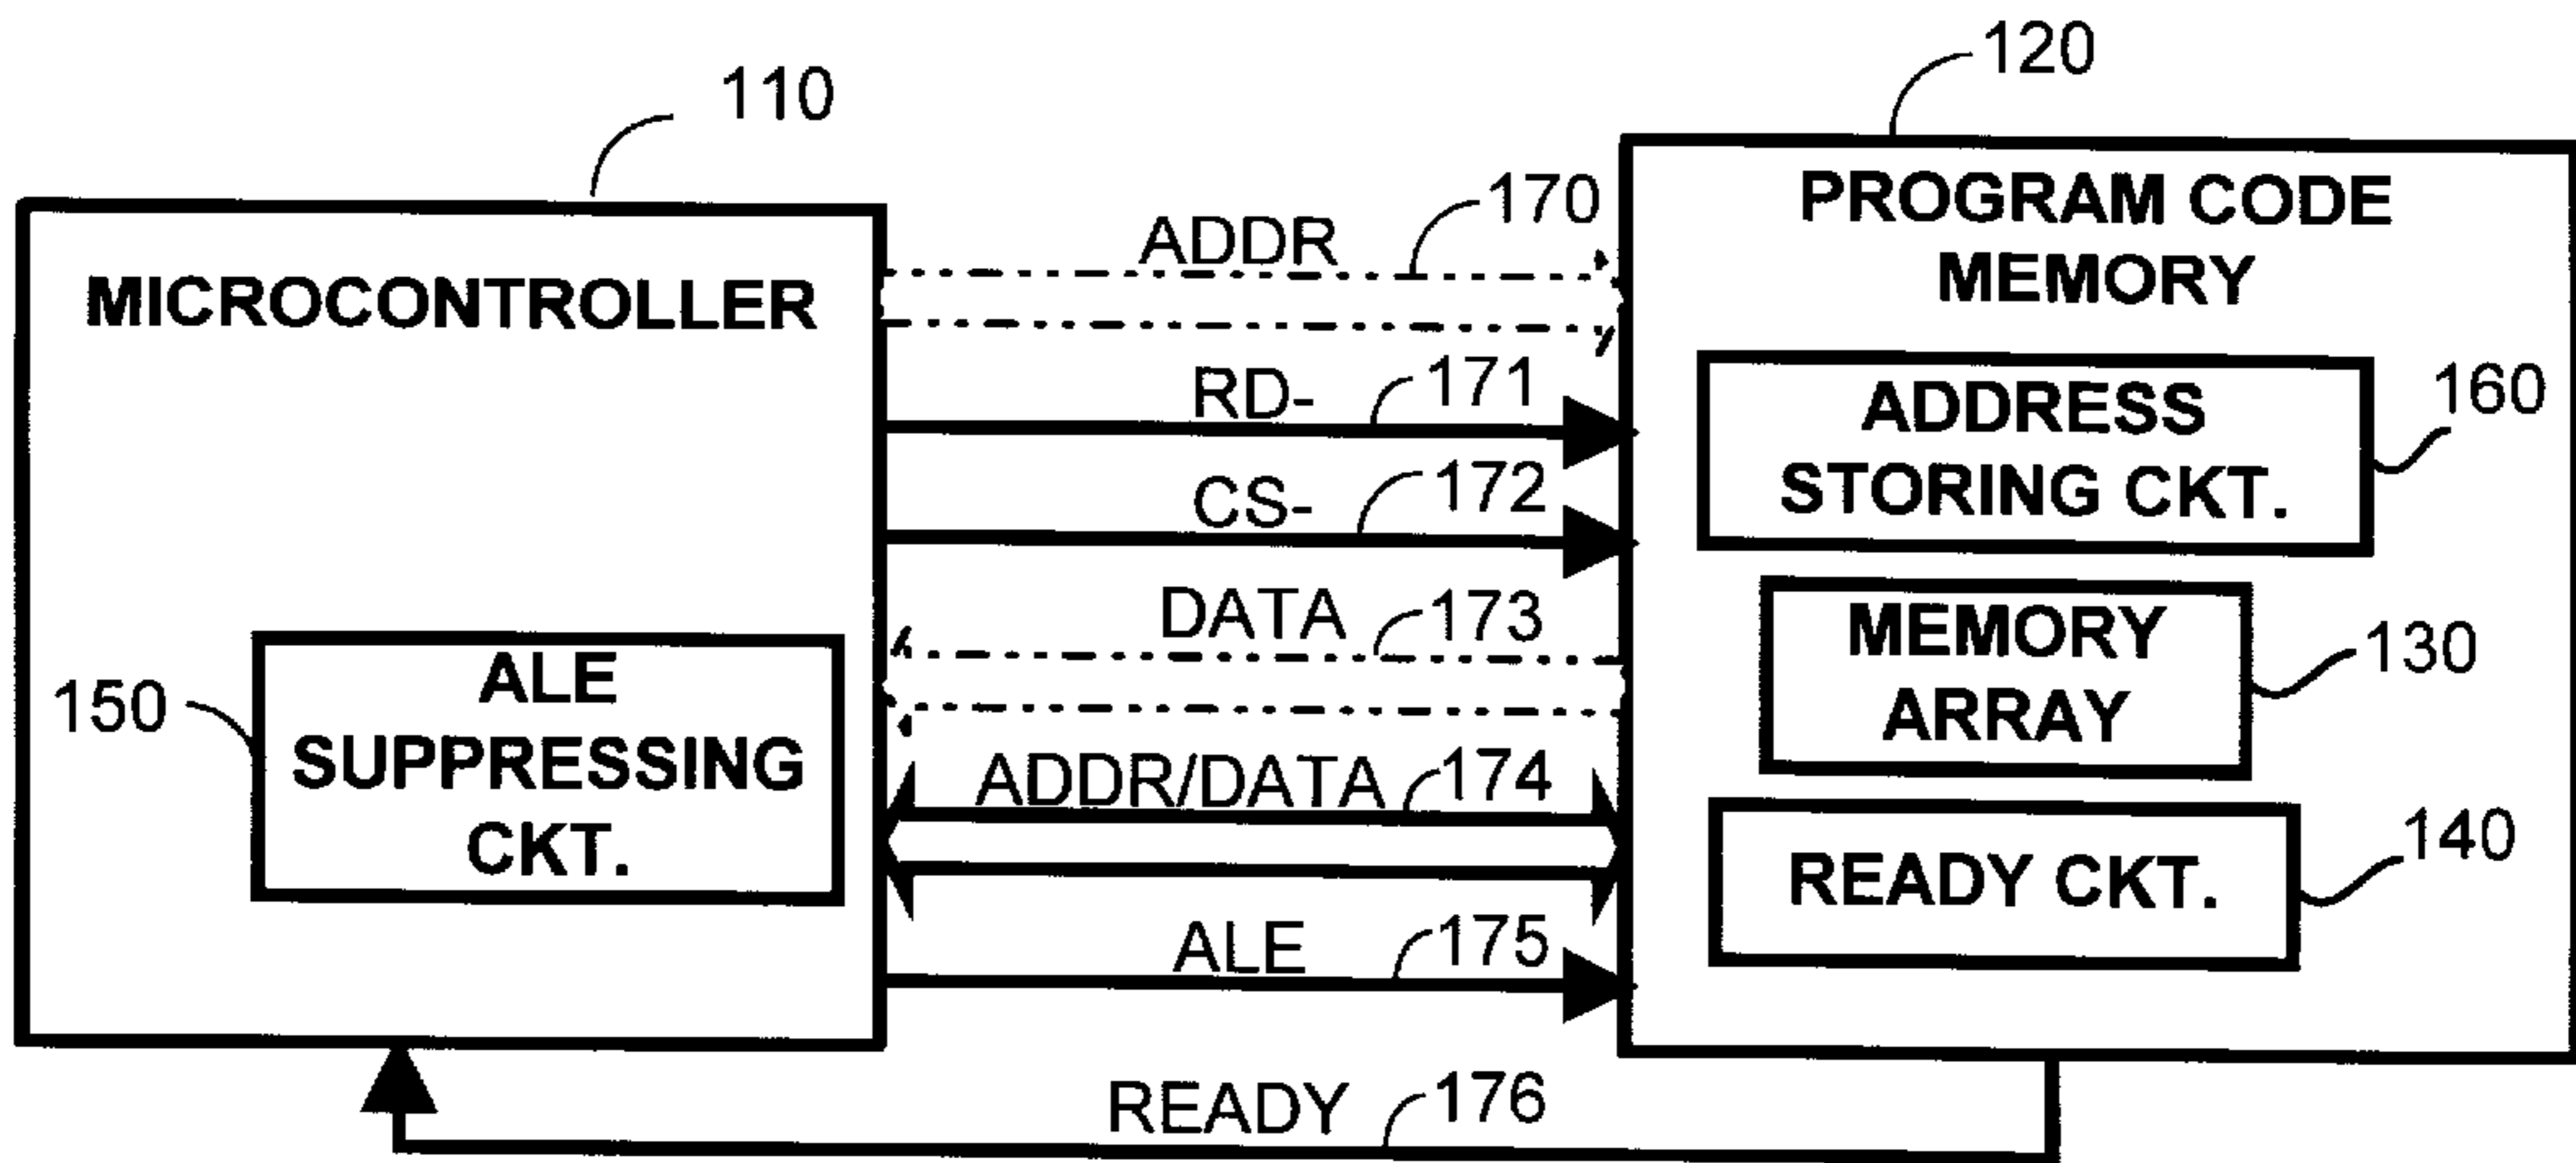 110
120
MICROCONTROLLER
ADDR
170
PROGRAM CODE
MEMORY
RD-
171
ADDRESS
STORING CKT.
160
CS-
172
DATA
173
MEMORY
ARRAY
130
150
ALE
SUPPRESSING
CKT.
ADDR/DATA
174
READY CKT.
140
ALE
175
READY
176